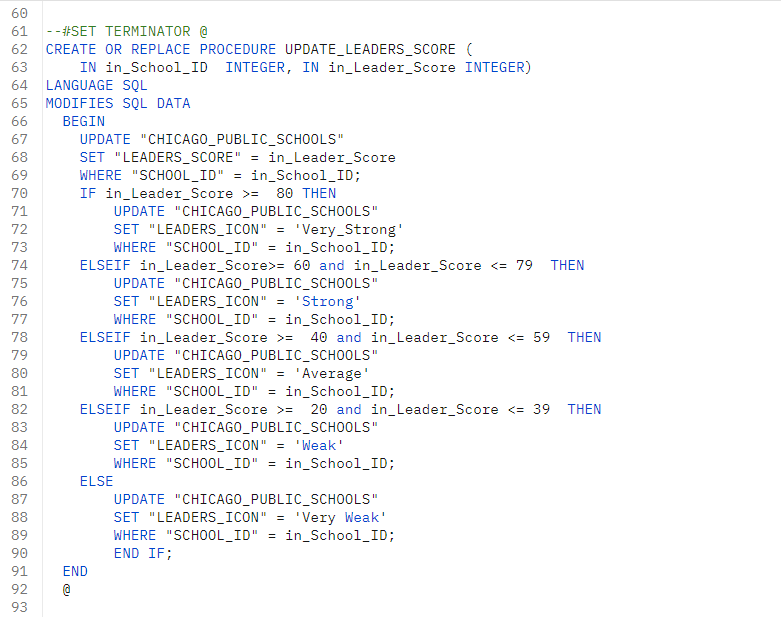 60
61 --#SET TERMINATOR @
62 CREATE OR REPLACE PROCEDURE UPDATE_LEADERS_SCORE (
63     IN in_School_ID  INTEGER, IN in_Leader_Score INTEGER)
64 LANGUAGE SQL
65 MODIFIES SQL DATA
66   BEGIN
67     UPDATE "CHICAGO_PUBLIC_SCHOOLS"
68     SET "LEADERS_SCORE" = in_Leader_Score
69     WHERE "SCHOOL_ID" = in_School_ID;
70     IF in_Leader_Score >=  80 THEN
71         UPDATE "CHICAGO_PUBLIC_SCHOOLS"
72         SET "LEADERS_ICON" = 'Very_Strong'
73         WHERE "SCHOOL_ID" = in_School_ID;
74     ELSEIF in_Leader_Score>= 60 and in_Leader_Score <= 79  THEN
75         UPDATE "CHICAGO_PUBLIC_SCHOOLS"
76         SET "LEADERS_ICON" = 'Strong'
77         WHERE "SCHOOL_ID" = in_School_ID;
78     ELSEIF in_Leader_Score >=  40 and in_Leader_Score <= 59  THEN
79         UPDATE "CHICAGO_PUBLIC_SCHOOLS"
80         SET "LEADERS_ICON" = 'Average'
81         WHERE "SCHOOL_ID" = in_School_ID;
82     ELSEIF in_Leader_Score >=  20 and in_Leader_Score <= 39  THEN
83         UPDATE "CHICAGO_PUBLIC_SCHOOLS"
84         SET "LEADERS_ICON" = 'Weak'
85         WHERE "SCHOOL_ID" = in_School_ID;
86     ELSE
87         UPDATE "CHICAGO_PUBLIC_SCHOOLS"
88         SET "LEADERS_ICON" = 'Very Weak'
89         WHERE "SCHOOL_ID" = in_School_ID;
90         END IF;
91   END
92   @
93